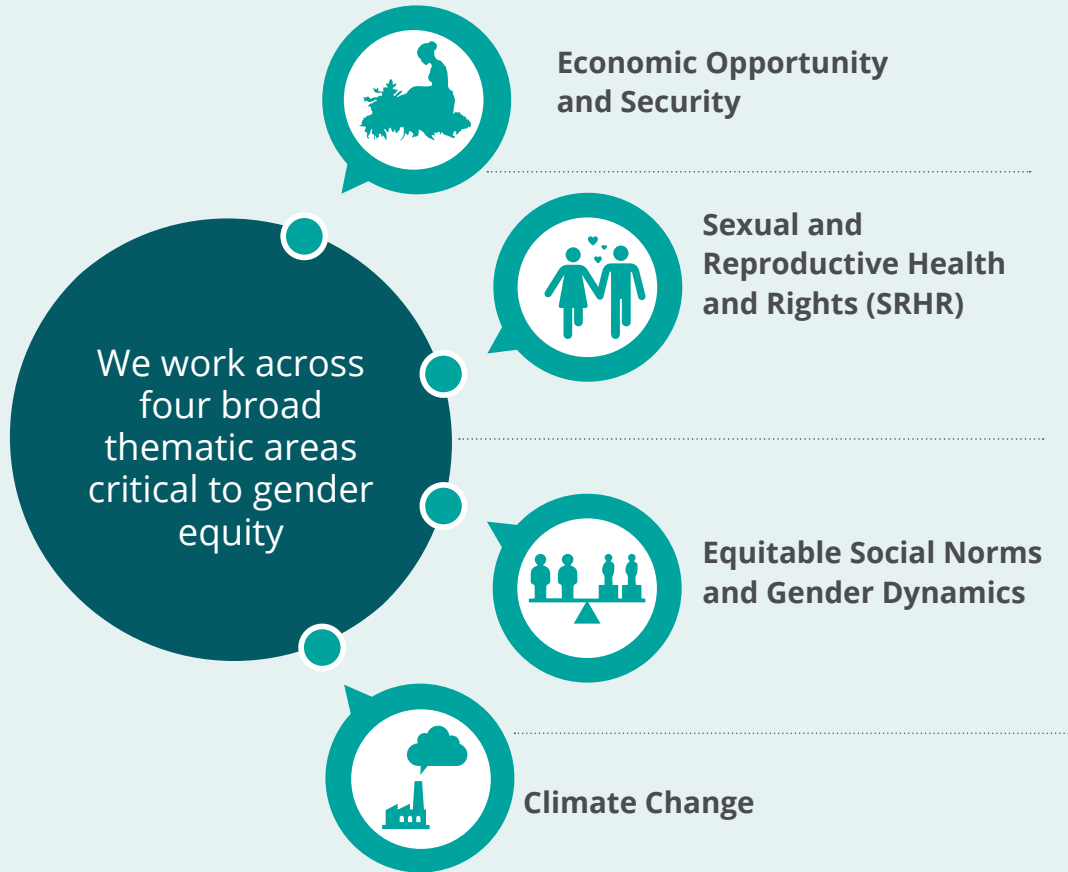 Economic Opportunity
and Security
Sexual and
Reproductive Health
and Rights (SRHR)
We work across
four broad
thematic areas
critical to gender
equity
Equitable Social Norms
and Gender Dynamics
Climate Change